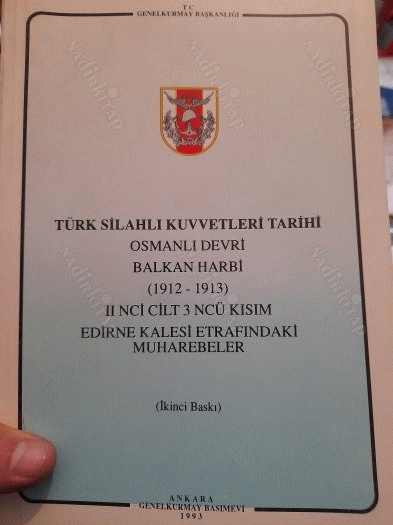 T C
GENELKURMAY BAŞKANLIĞI
TÜRK SİLAHLI KUVVETLERİ TARİHİ
OSMANLI DEVRİ
BALKAN HARBİ
(1912 - 1913)
II NCİ CİLT 3 NCÜ KISIM
EDİRNE KALESİ ETRAFINDAKİ
MUHAREBELER
(İkinci Baskı)
ANKARA
GENELKURMAY BASIMEVİ
1993
nadirkitap